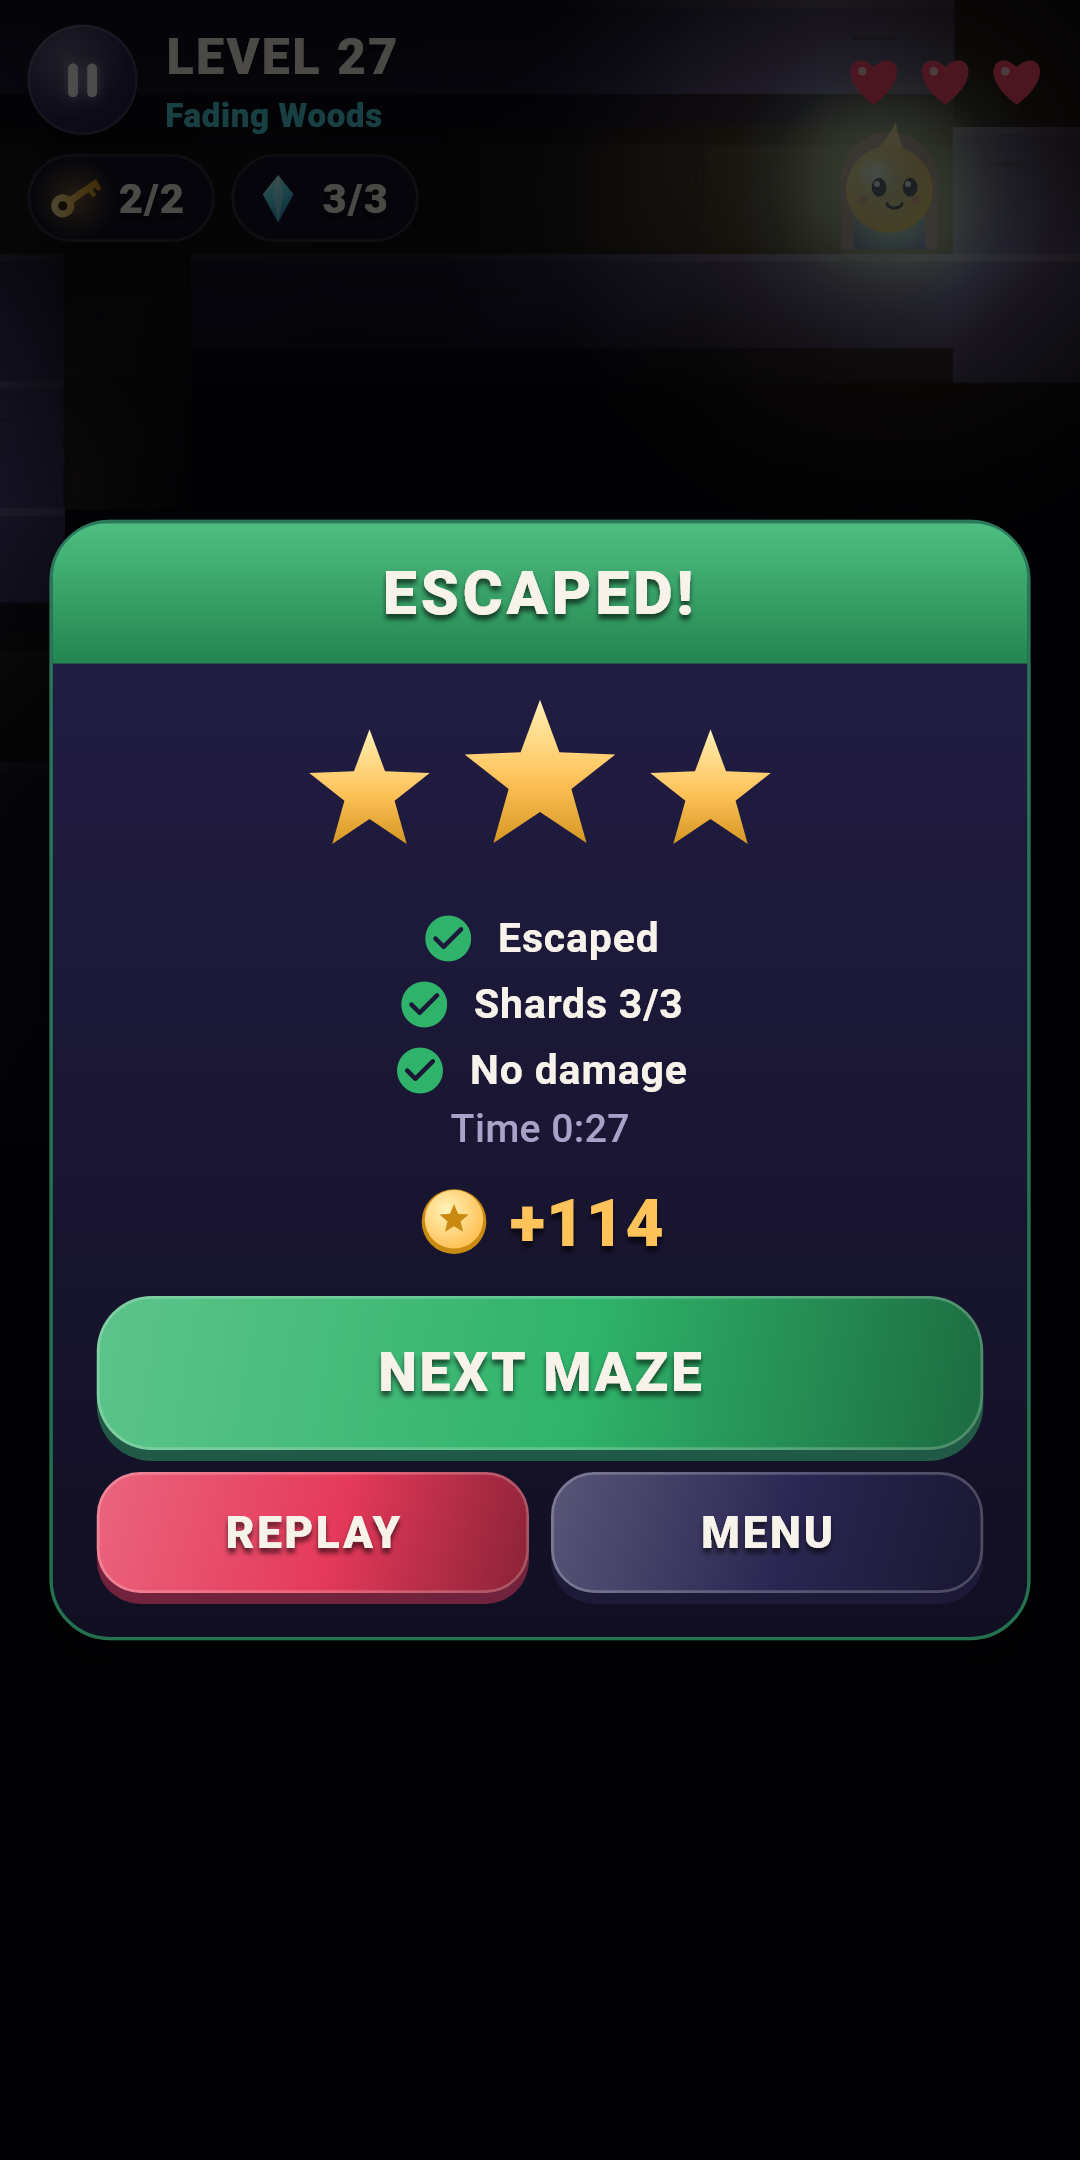 LEVEL 27
Fading Woods
2/2
3/3
ESCAPED!
Escaped
Shards 3/3
No damage
Time 0:27
+114
NEXT MAZE
REPLAY
MENU